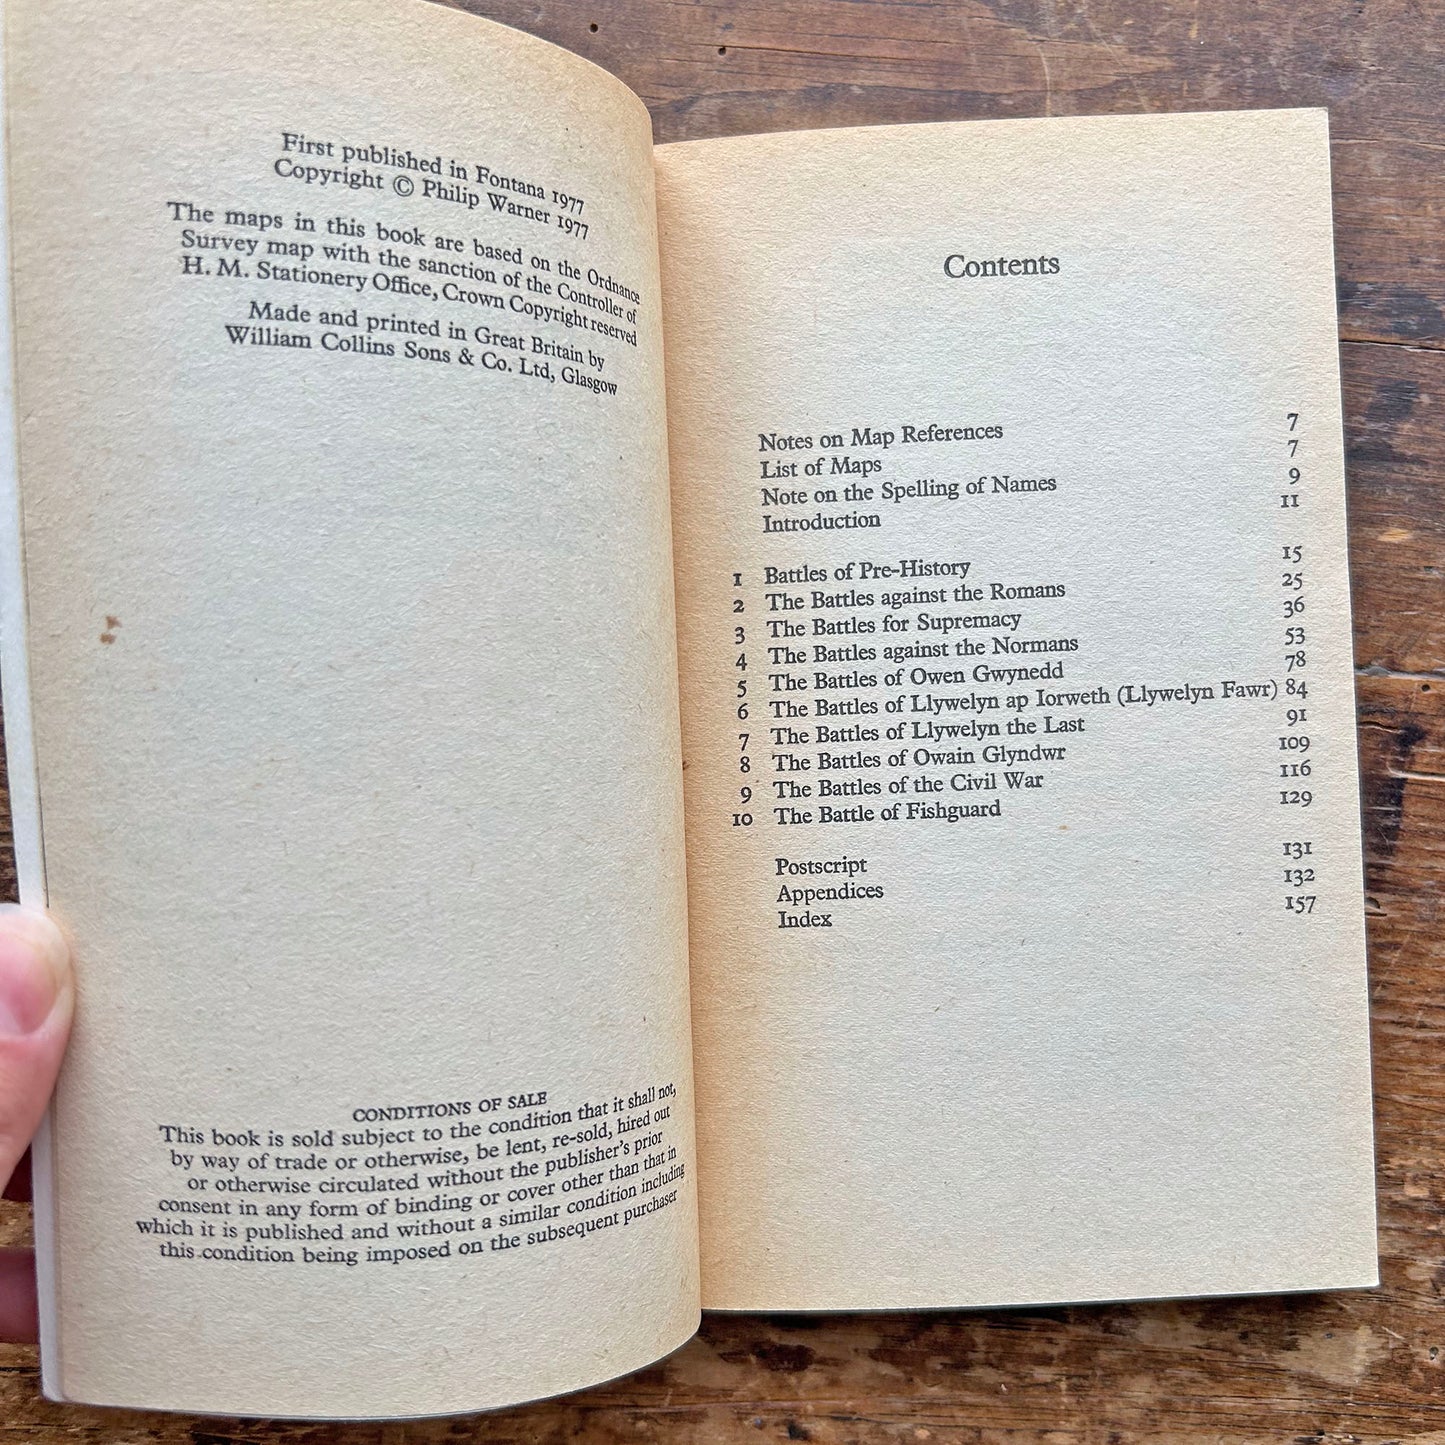 First published in Fontana 1977
Copyright © Philip Warner 1977
The maps in this book are based on the Ordnance
Survey map with the sanction of the Controller of
H. M. Stationery Office, Crown Copyright reserved
Made and printed in Great Britain by
William Collins Sons & Co. Ltd, Glasgow
CONDITIONS OF SALE
This book is sold subject to the condition that it shall not,
by way of trade or otherwise, be lent, re-sold, hired out
or otherwise circulated without the publisher's prior
consent in any form of binding or cover other than that in
which it is published and without a similar condition including
this condition being imposed on the subsequent purchaser
Contents
Notes on Map References 7
List of Maps 7
Note on the Spelling of Names 9
Introduction 11
1 Battles of Pre-History 15
2 The Battles against the Romans 25
3 The Battles for Supremacy 36
4 The Battles against the Normans 53
5 The Battles of Owen Gwynedd 78
6 The Battles of Llywelyn ap Iorweth (Llywelyn Fawr) 84
7 The Battles of Llywelyn the Last 91
8 The Battles of Owain Glyndwr 109
9 The Battles of the Civil War 116
10 The Battle of Fishguard 129
Postscript 131
Appendices 132
Index 157